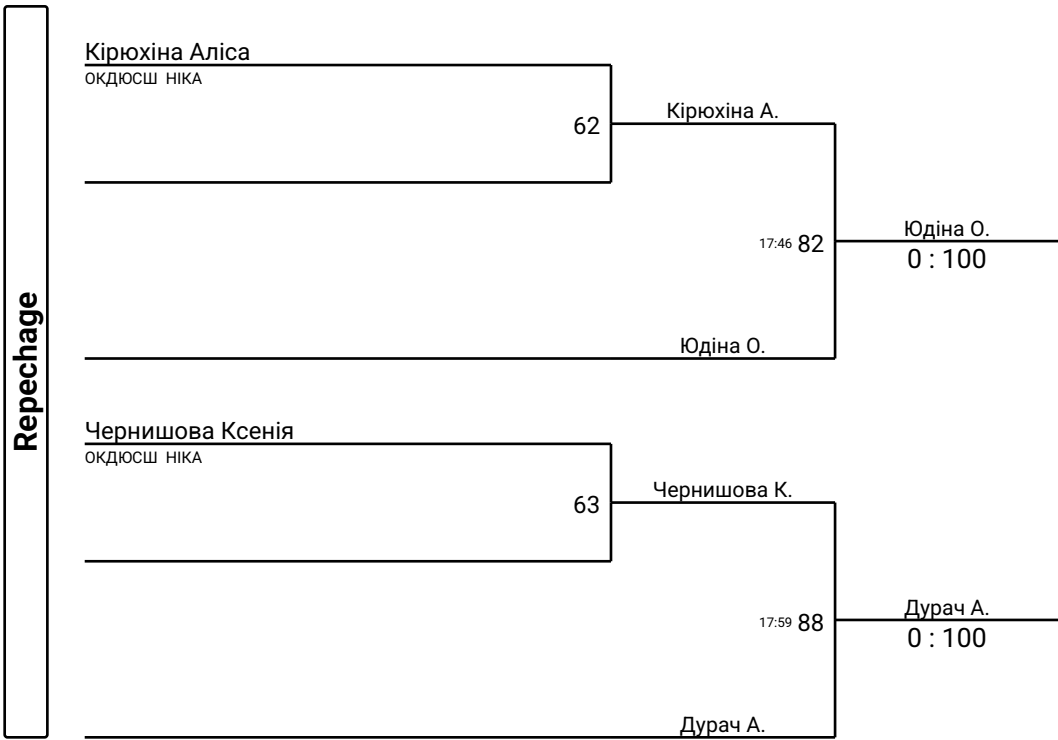 Repechage
Кірюхіна Аліса
ОКДЮСШ НІКА
62
Кірюхіна А.
17:46 82
Юдіна О.
0 : 100
Юдіна О.
Чернишова Ксенія
ОКДЮСШ НІКА
63
Чернишова К.
17:59 88
Дурач А.
0 : 100
Дурач А.